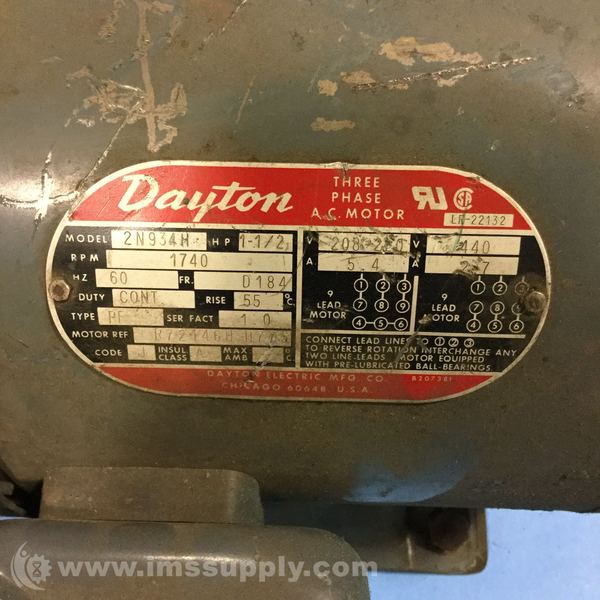 Dayton
THREE
PHASE
A.C. MOTOR
LR-22132
MODEL 2N934H HP 1-1/2
RPM 1740
HZ 60 FR. D184
DUTY CONT. RISE 55 °C
TYPE SER FACT 1.0
MOTOR REF
CODE J INSUL CLASS A MAX AMB °C
V V 440
A 5.4 A 2.7
9 LEAD MOTOR
1 2 3
7 8 9
4 5 6
9 LEAD MOTOR
1 2 3
4 5 6
7 8 9
CONNECT LEAD LINES TO 1 2 3
TO REVERSE ROTATION INTERCHANGE ANY
TWO LINE-LEADS MOTOR EQUIPPED
WITH PRE-LUBRICATED BALL-BEARINGS
DAYTON ELECTRIC MFG. CO. B207381
CHICAGO 60648, U.S.A.
www.imssupply.com